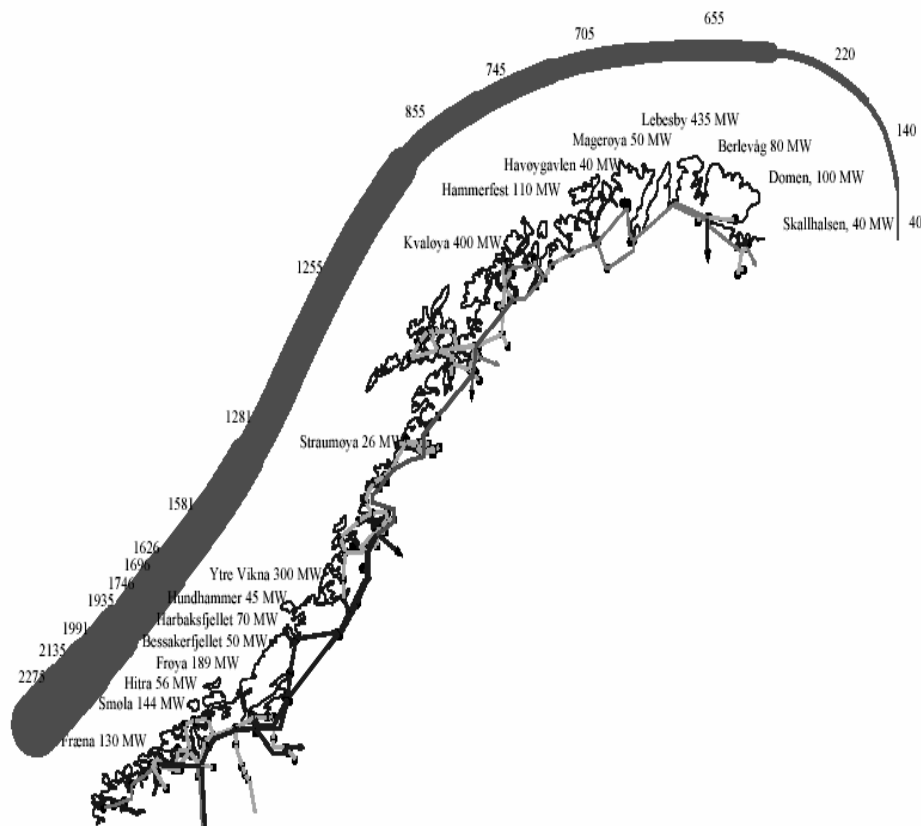 655
705
220
745
855
140
Lebesby 435 MW
Magerøya 50 MW
Berlevåg 80 MW
Havøygavlen 40 MW
Domen, 100 MW
Hammerfest 110 MW
Skallhalsen, 40 MW
40
Kvaløya 400 MW
1255
1281
Straumøya 26 MW
1581
1626
1696
1746
Ytre Vikna 300 MW
1935
Hundhammer 45 MW
Harbaksfjellet 70 MW
1991
Bessakerfjellet 50 MW
2135
Frøya 189 MW
2275
Hitra 56 MW
Smøla 144 MW
Fræna 130 MW